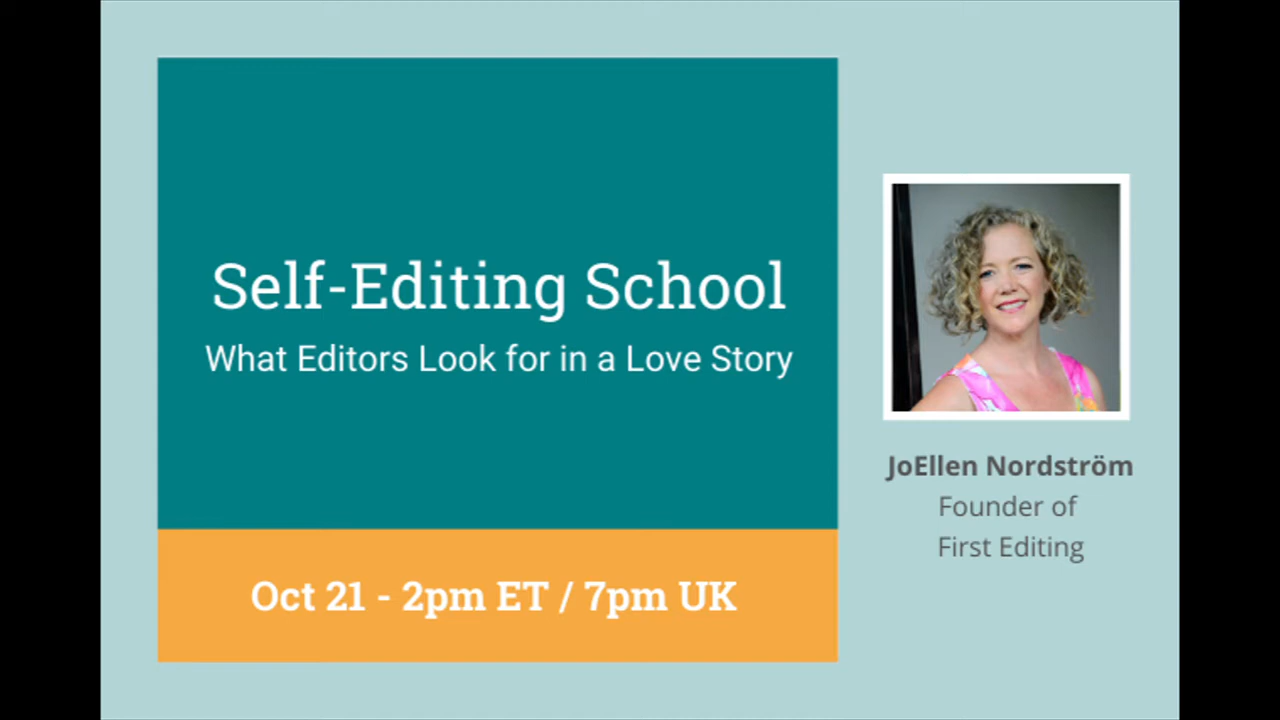 Self-Editing School
What Editors Look for in a Love Story
Oct 21 - 2pm ET / 7pm UK
JoEllen Nordström
Founder of
First Editing